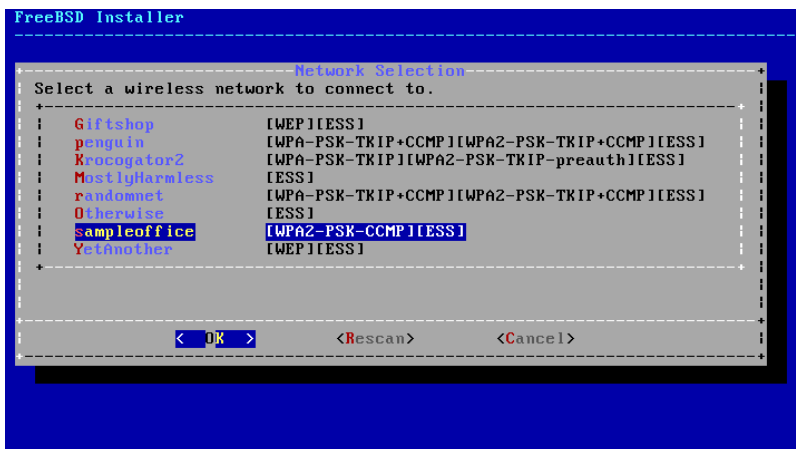 FreeBSD Installer
Network Selection
Select a wireless network to connect to.
Giftshop [WEP][ESS]
penguin [WPA-PSK-TKIP+CCMP][WPA2-PSK-TKIP+CCMP][ESS]
Krocogator2 [WPA-PSK-TKIP][WPA2-PSK-TKIP-preauth][ESS]
MostlyHarmless [ESS]
randomnet [WPA-PSK-TKIP+CCMP][WPA2-PSK-TKIP+CCMP][ESS]
Otherwise [ESS]
sampleoffice [WPA2-PSK-CCMP][ESS]
YetAnother [WEP][ESS]
< OK > <Rescan> <Cancel>